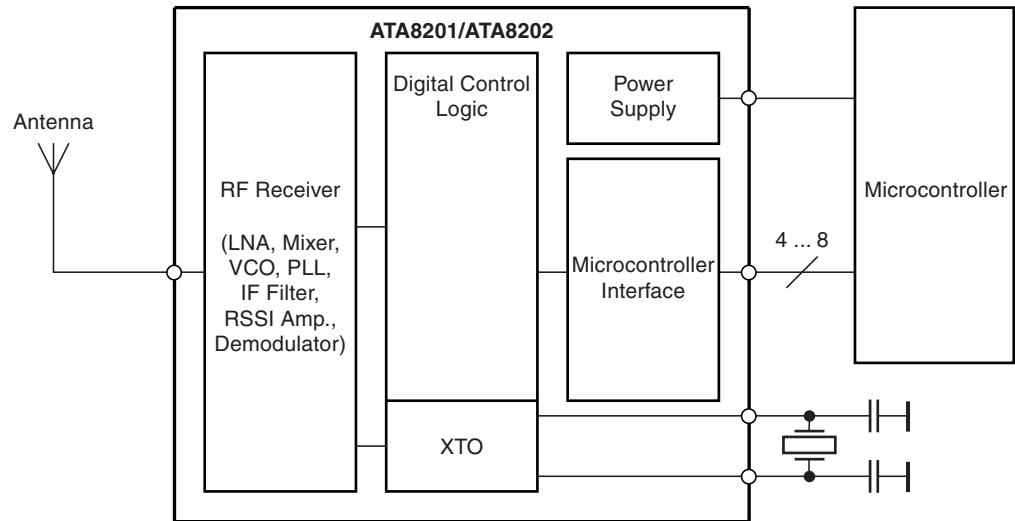 ATA8201/ATA8202
Antenna
RF Receiver
(LNA, Mixer,
VCO, PLL,
IF Filter,
RSSI Amp.,
Demodulator)
Digital Control
Logic
XTO
Power
Supply
Microcontroller
Interface
4 ... 8
Microcontroller